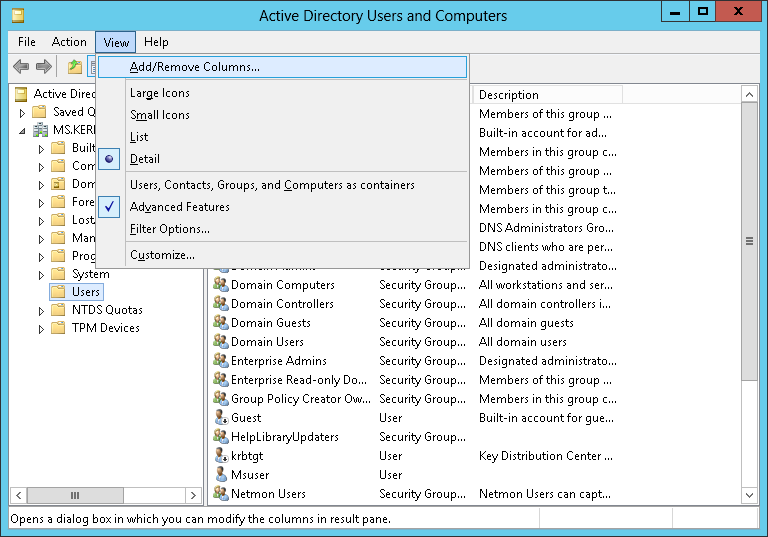 Active Directory Users and Computers
File Action View Help
Add/Remove Columns...
Large Icons
Small Icons
List
Detail
Users, Contacts, Groups, and Computers as containers
Advanced Features
Filter Options...
Customize...
Active Direc
Saved Q
MS.KER
Built
Com
Dom
Fore
Lost
Man
Prog
System
Users
NTDS Quotas
TPM Devices
Description
Members of this group ...
Built-in account for ad...
Members in this group c...
Members of this group ...
Members of this group t...
Members in this group c...
DNS Administrators Gro...
DNS clients who are per...
Designated administrato...
Domain Computers Security Group... All workstations and ser...
Domain Controllers Security Group... All domain controllers i...
Domain Guests Security Group... All domain guests
Domain Users Security Group... All domain users
Enterprise Admins Security Group... Designated administrato...
Enterprise Read-only Do... Security Group... Members of this group ...
Group Policy Creator Ow... Security Group... Members in this group c...
Guest User Built-in account for gue...
HelpLibraryUpdaters Security Group...
krbtgt User Key Distribution Center ...
Msuser User
Netmon Users Security Group... Netmon Users can capt...
Opens a dialog box in which you can modify the columns in result pane.